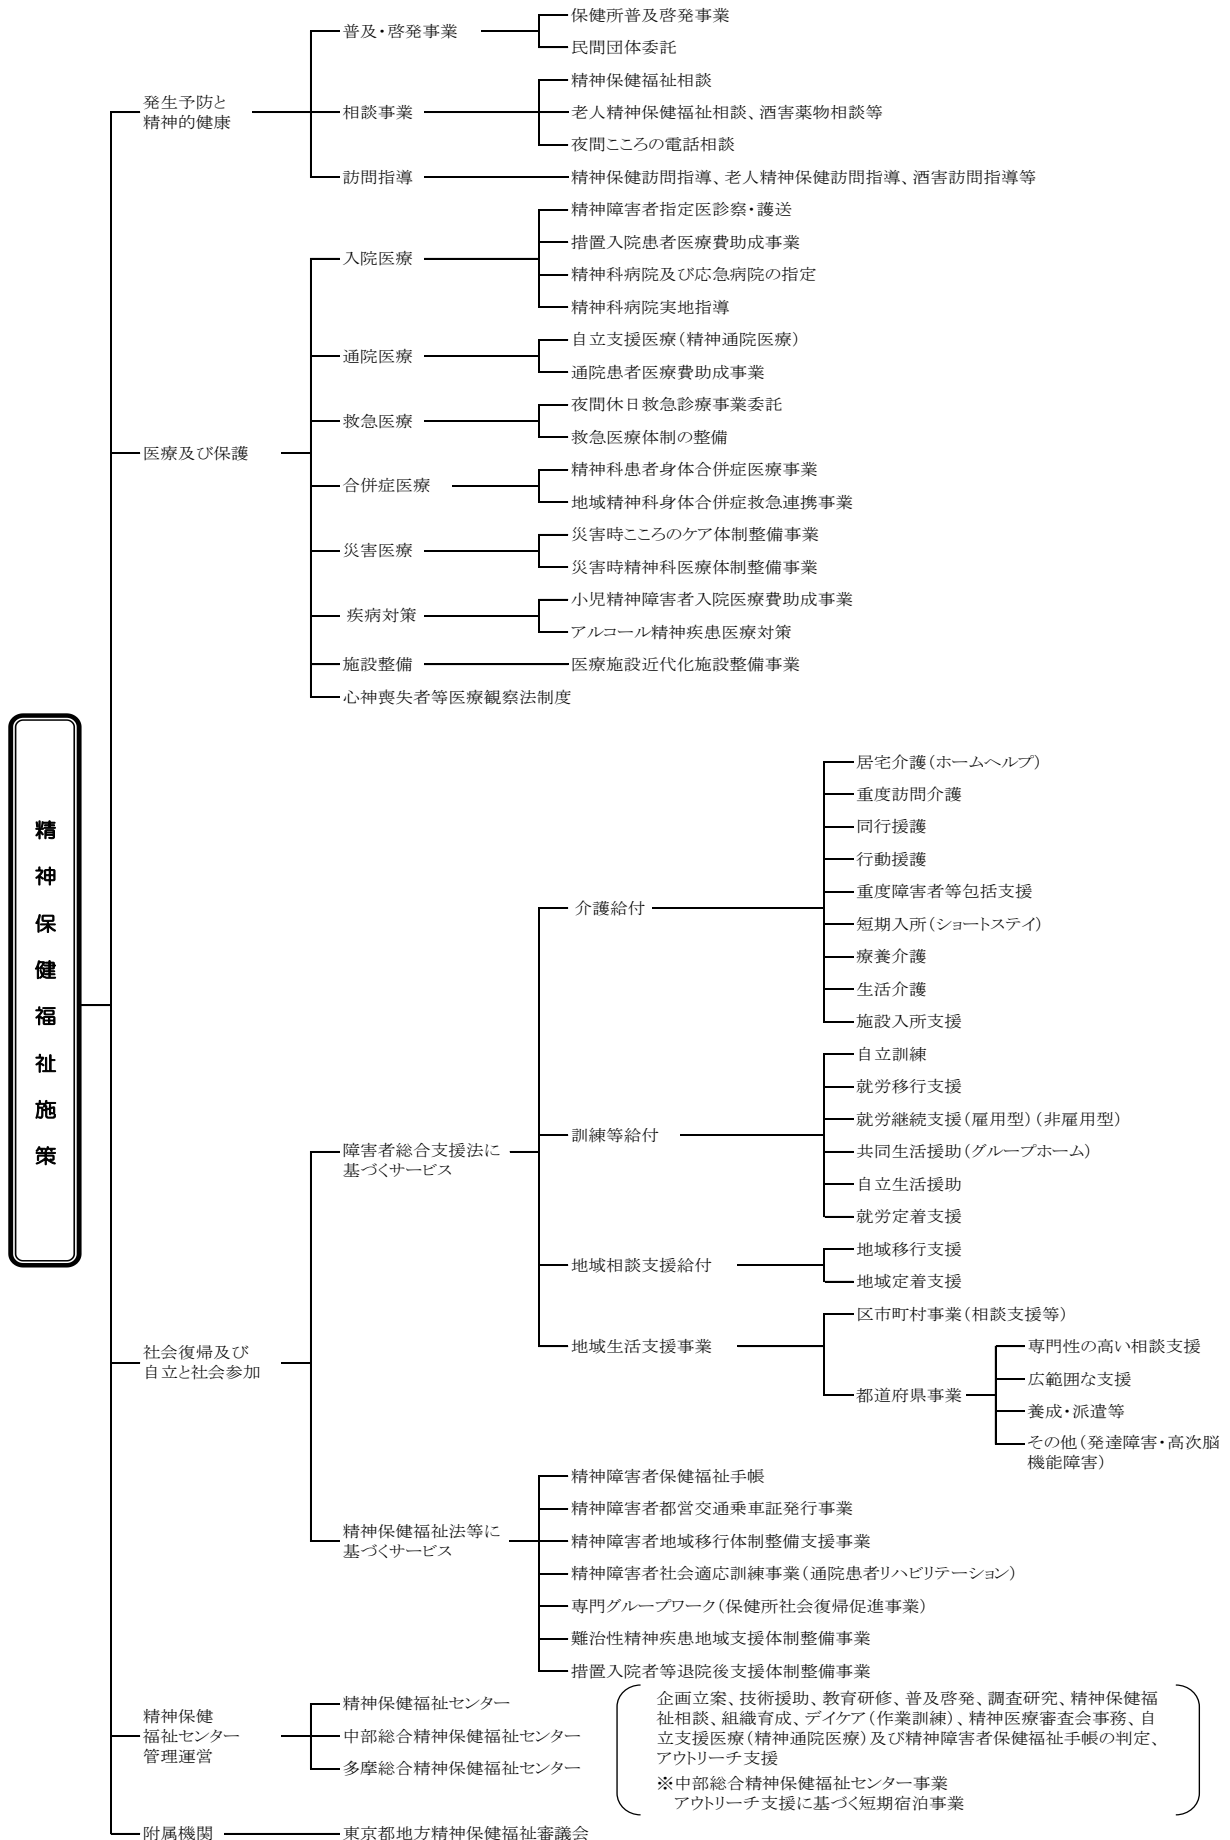 精神保健福祉施策
発生予防と
精神的健康
普及・啓発事業
保健所普及啓発事業
民間団体委託
相談事業
精神保健福祉相談
老人精神保健福祉相談、酒害薬物相談等
夜間こころの電話相談
訪問指導
精神保健訪問指導、老人精神保健訪問指導、酒害訪問指導等
医療及び保護
入院医療
精神障害者指定医診察・護送
措置入院患者医療費助成事業
精神科病院及び応急病院の指定
精神科病院実地指導
通院医療
自立支援医療(精神通院医療)
通院患者医療費助成事業
救急医療
夜間休日救急診療事業委託
救急医療体制の整備
合併症医療
精神科患者身体合併症医療事業
地域精神科身体合併症救急連携事業
災害医療
災害時こころのケア体制整備事業
災害時精神科医療体制整備事業
疾病対策
小児精神障害者入院医療費助成事業
アルコール精神疾患医療対策
施設整備
医療施設近代化施設整備事業
心神喪失者等医療観察法制度
社会復帰及び
自立と社会参加
障害者総合支援法に
基づくサービス
介護給付
居宅介護(ホームヘルプ)
重度訪問介護
同行援護
行動援護
重度障害者等包括支援
短期入所(ショートステイ)
療養介護
生活介護
施設入所支援
訓練等給付
自立訓練
就労移行支援
就労継続支援(雇用型)(非雇用型)
共同生活援助(グループホーム)
自立生活援助
就労定着支援
地域相談支援給付
地域移行支援
地域定着支援
地域生活支援事業
区市町村事業(相談支援等)
都道府県事業
専門性の高い相談支援
広範囲な支援
養成・派遣等
その他(発達障害・高次脳
機能障害)
精神保健福祉法等に
基づくサービス
精神障害者保健福祉手帳
精神障害者都営交通乗車証発行事業
精神障害者地域移行体制整備支援事業
精神障害者社会適応訓練事業(通院患者リハビリテーション)
専門グループワーク(保健所社会復帰促進事業)
難治性精神疾患地域支援体制整備事業
措置入院者等退院後支援体制整備事業
精神保健
福祉センター
管理運営
精神保健福祉センター
中部総合精神保健福祉センター
多摩総合精神保健福祉センター
企画立案、技術援助、教育研修、普及啓発、調査研究、精神保健福
祉相談、組織育成、デイケア(作業訓練)、精神医療審査会事務、自
立支援医療(精神通院医療)及び精神障害者保健福祉手帳の判定、
アウトリーチ支援
※中部総合精神保健福祉センター事業
アウトリーチ支援に基づく短期宿泊事業
附属機関
東京都地方精神保健福祉審議会